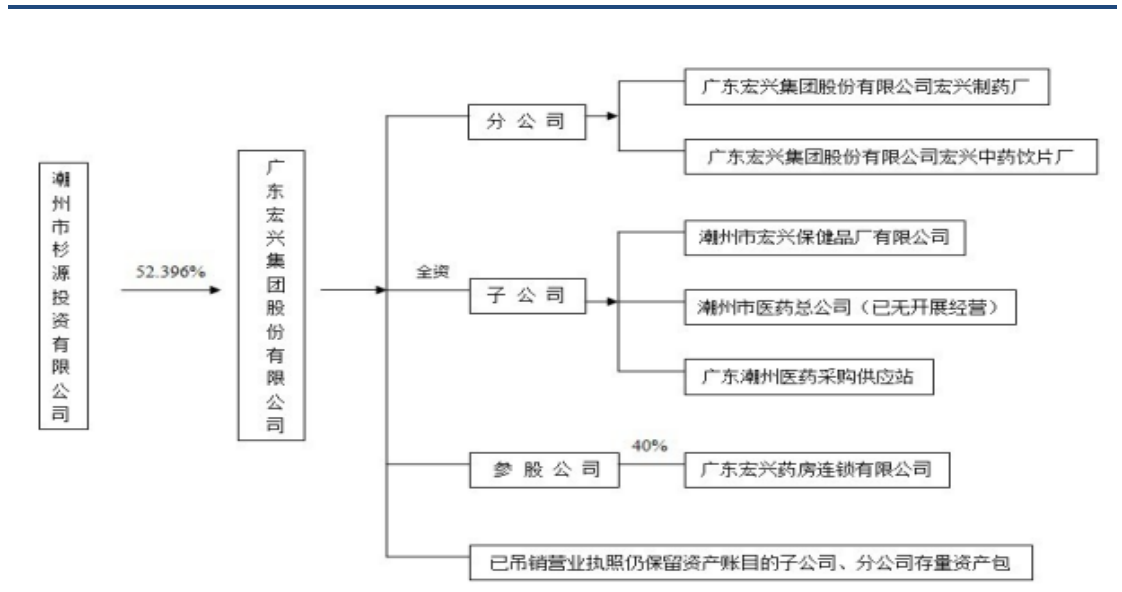 潮州市杉源投资有限公司
52.396%
广东宏兴集团股份有限公司
分公司
广东宏兴集团股份有限公司宏兴制药厂
广东宏兴集团股份有限公司宏兴中药饮片厂
全资
子公司
潮州市宏兴保健品厂有限公司
潮州市医药总公司（已无开展经营）
广东潮州医药采购供应站
参股公司
40%
广东宏兴药房连锁有限公司
已吊销营业执照仍保留资产账目的子公司、分公司存量资产包